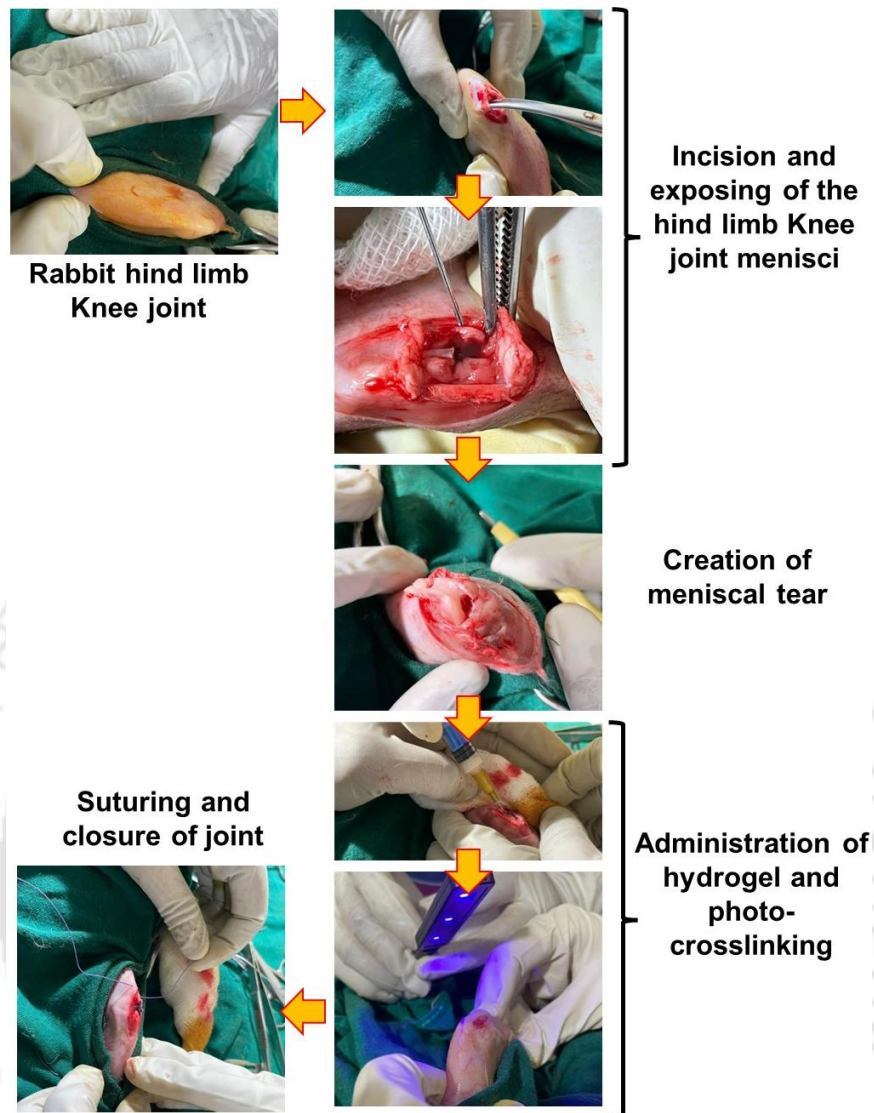 Rabbit hind limb
Knee joint
Incision and
exposing of the
hind limb Knee
joint menisci
Creation of
meniscal tear
Administration of
hydrogel and
photo-
crosslinking
Suturing and
closure of joint